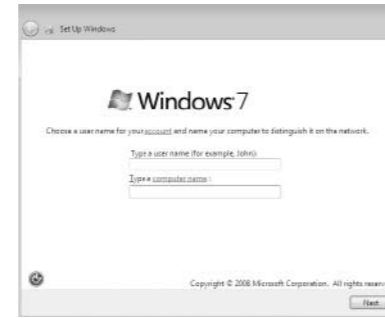 Set Up Windows
Windows 7
Choose a user name for your account and name your computer to distinguish it on the network.
Type a user name (for example, John):
Type a computer name:
Copyright © 2008 Microsoft Corporation. All rights reserv
Next